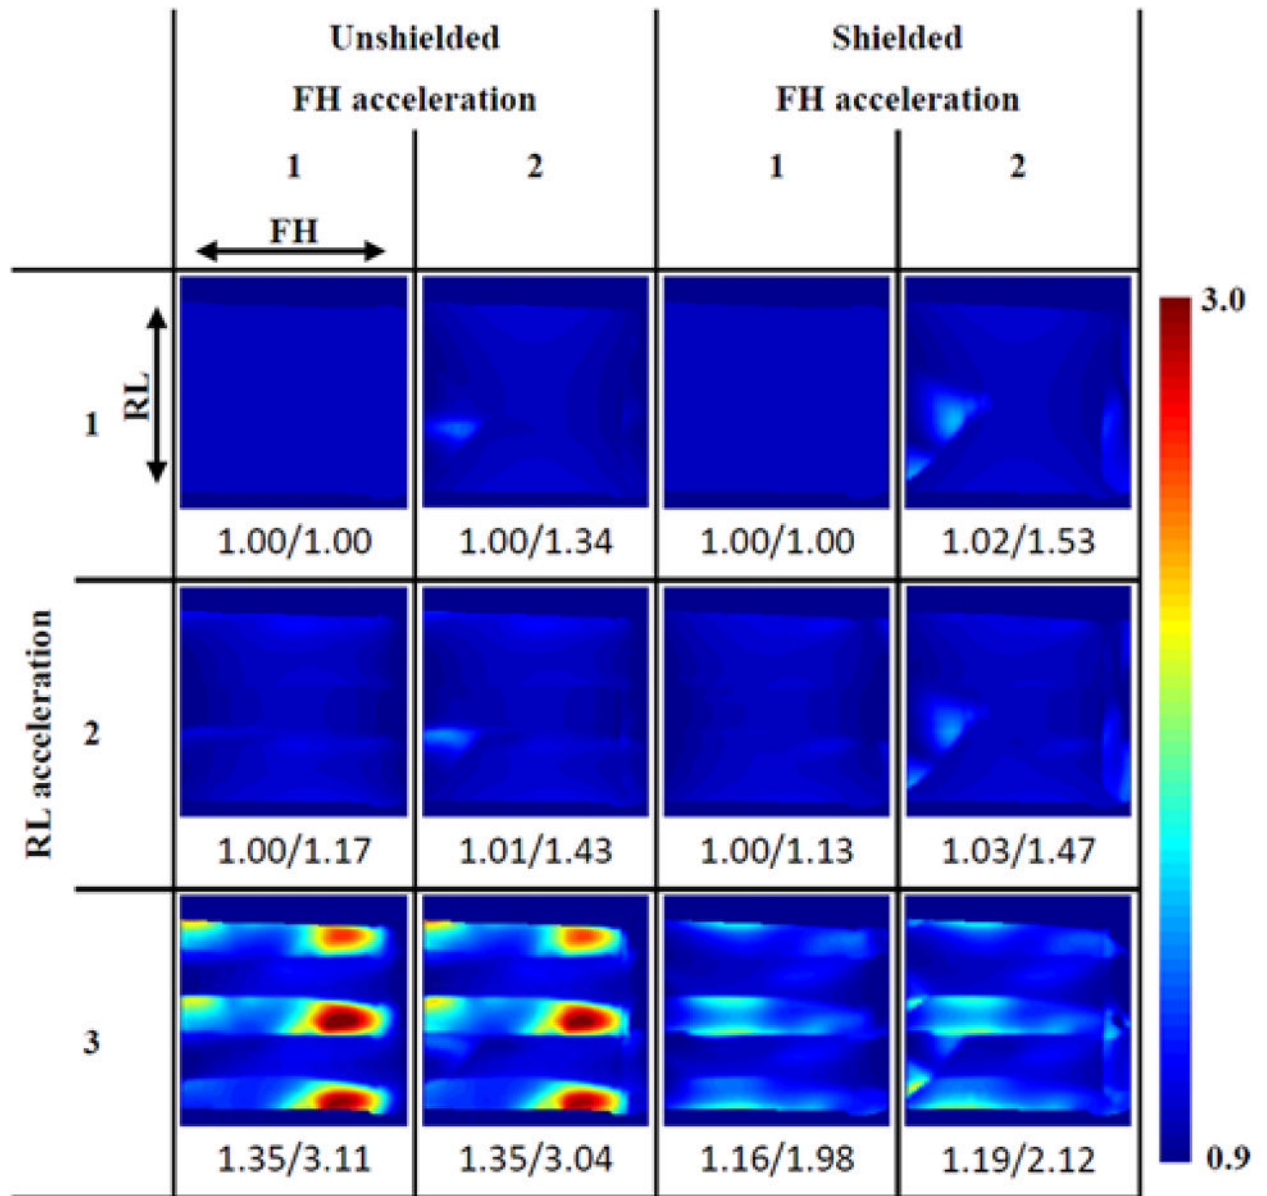 Unshielded Shielded
FH acceleration FH acceleration
1 2 1 2
FH
3.0
RL
1
1.00/1.00 1.00/1.34 1.00/1.00 1.02/1.53
RL acceleration
2
1.00/1.17 1.01/1.43 1.00/1.13 1.03/1.47
3
1.35/3.11 1.35/3.04 1.16/1.98 1.19/2.12
0.9